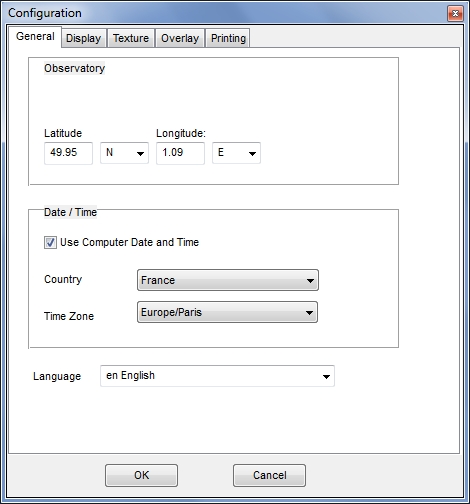 Configuration
General Display Texture Overlay Printing
Observatory
Latitude Longitude:
49.95 N 1.09 E
Date / Time
Use Computer Date and Time
Country France
Time Zone Europe/Paris
Language en English
OK Cancel